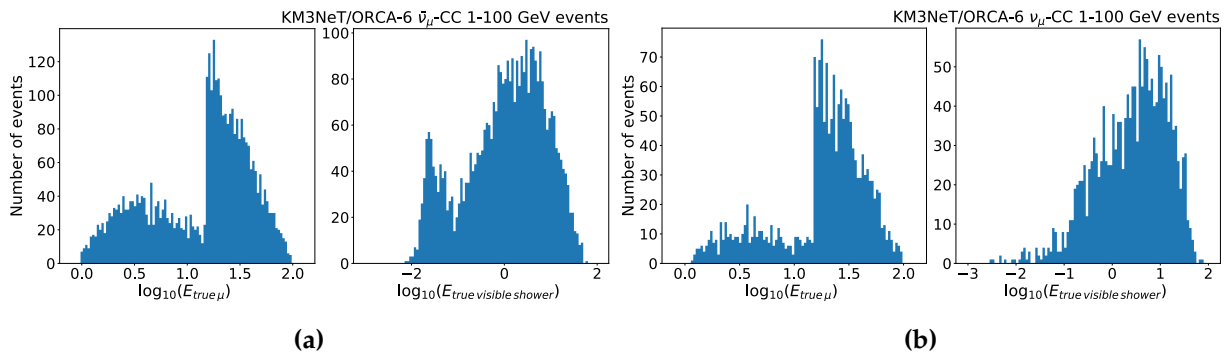 KM3NeT/ORCA-6 ν̄μ-CC 1-100 GeV events
Number of events
120
100
80
60
40
20
0
0.0 0.5 1.0 1.5 2.0
log10(Etrue μ)
100
80
60
40
20
0
−2 0 2
log10(Etrue visible shower)
(a)
KM3NeT/ORCA-6 νμ-CC 1-100 GeV events
Number of events
70
60
50
40
30
20
10
0
0.0 0.5 1.0 1.5 2.0
log10(Etrue μ)
50
40
30
20
10
0
−3 −2 −1 0 1 2
log10(Etrue visible shower)
(b)